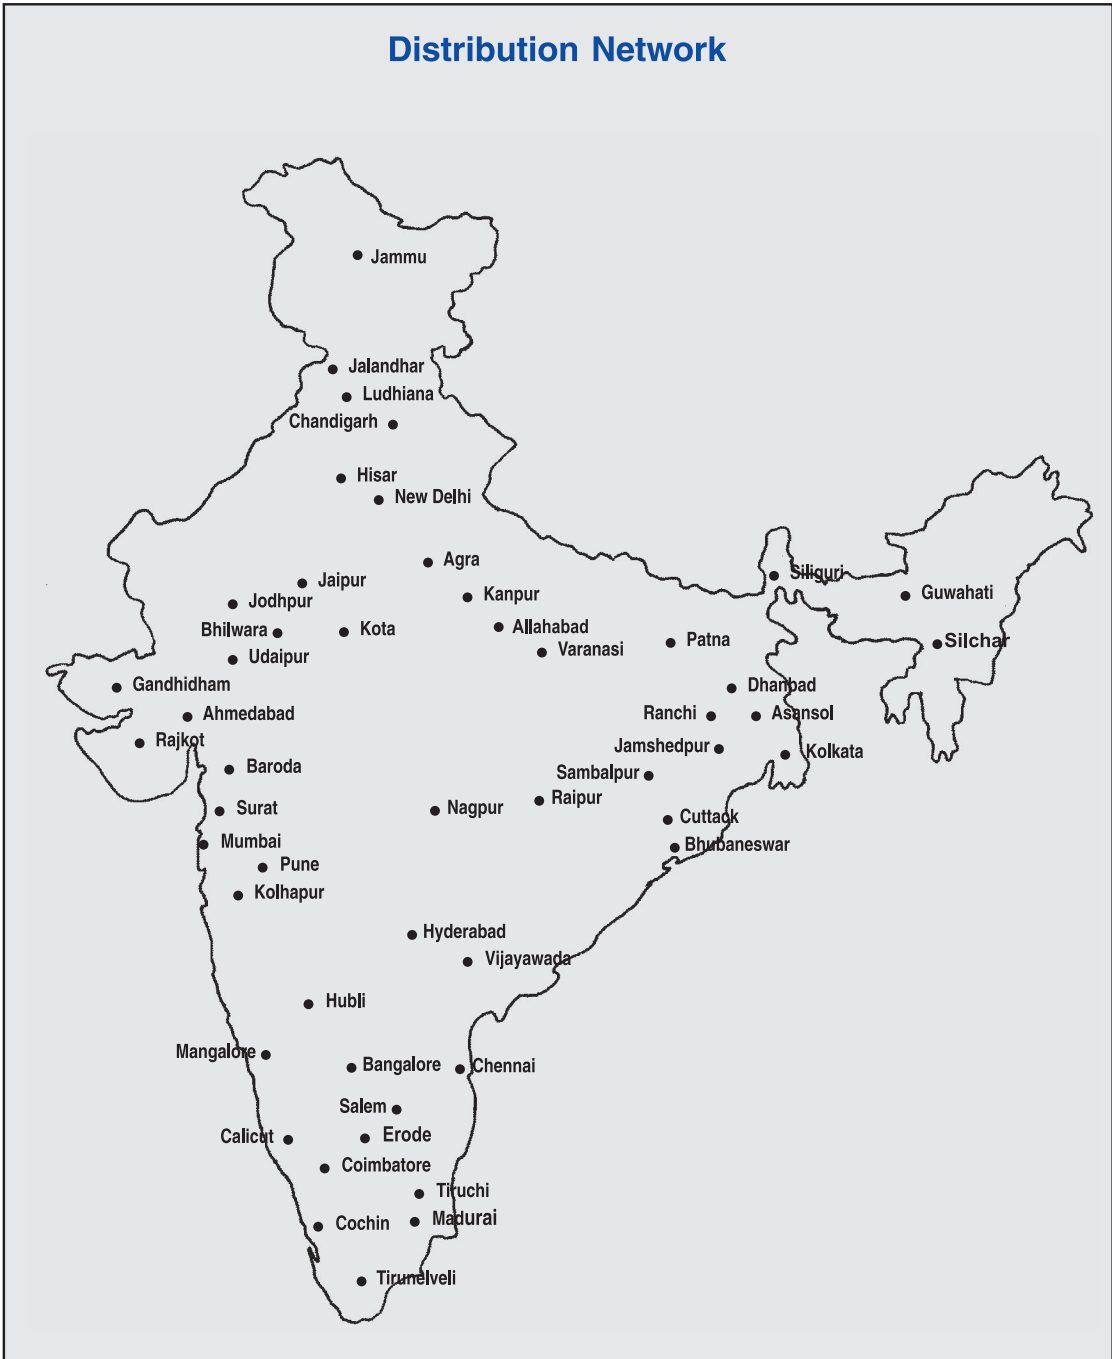 Distribution Network
Jammu
Jalandhar
Ludhiana
Chandigarh
Hisar
New Delhi
Agra
Siliguri
Jaipur
Kanpur
Guwahati
Jodhpur
Allahabad
Bhilwara
Kota
Patna
Silchar
Varanasi
Udaipur
Gandhidham
Dhanbad
Ahmedabad
Ranchi
Asansol
Rajkot
Jamshedpur
Kolkata
Baroda
Sambalpur
Raipur
Surat
Nagpur
Cuttack
Mumbai
Bhubaneswar
Pune
Kolhapur
Hyderabad
Vijayawada
Hubli
Mangalore
Bangalore
Chennai
Salem
Calicut
Erode
Coimbatore
Tiruchi
Cochin
Madurai
Tirunelveli